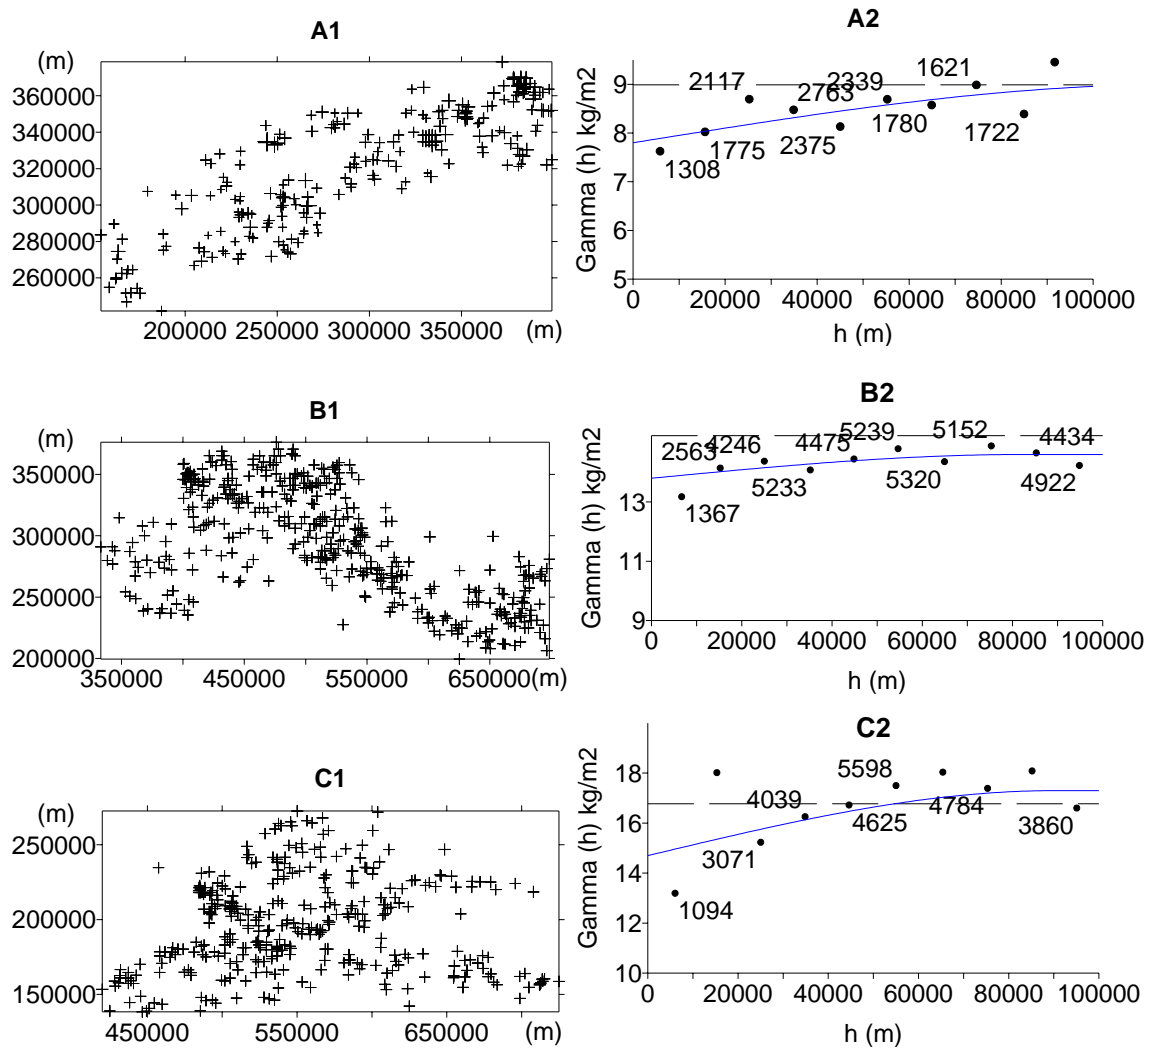 A1
(m)
360000
340000
320000
300000
280000
260000
200000 250000 300000 350000 (m)
A2
Gamma (h) kg/m2
9
8
7
5
2117
2763
2339
1621
1308
1775
2375
1780
1722
0 20000 40000 60000 80000 100000
h (m)
B1
(m)
350000
300000
250000
200000
350000 450000 550000 650000 (m)
B2
Gamma (h) kg/m2
13
11
9
2563
4246
4475
5239
5152
4434
1367
5233
5320
4922
0 20000 40000 60000 80000 100000
h (m)
C1
(m)
250000
200000
150000
450000 550000 650000 (m)
C2
Gamma (h) kg/m2
18
16
14
12
10
5598
4039
4625
4784
3860
3071
1094
0 20000 40000 60000 80000 100000
h (m)